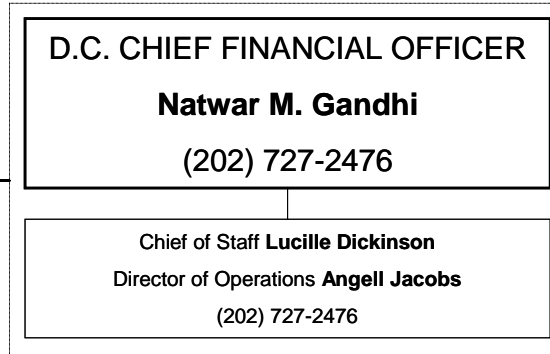 D.C. CHIEF FINANCIAL OFFICER
Natwar M. Gandhi
(202) 727-2476
Chief of Staff Lucille Dickinson
Director of Operations Angell Jacobs
(202) 727-2476